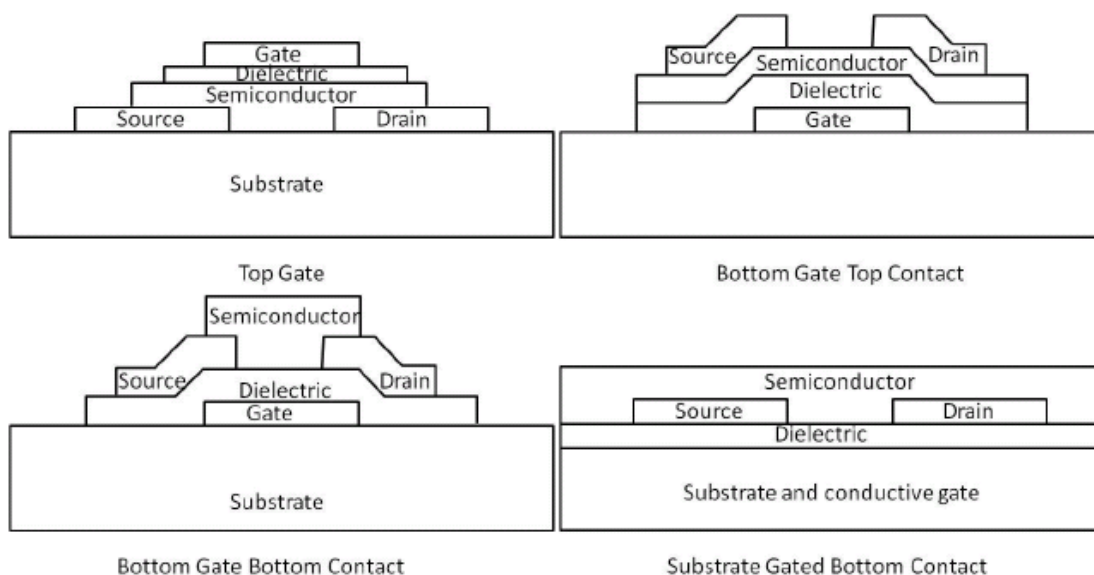 Gate
Dielectric
Semiconductor
Source Drain
Substrate
Top Gate
Source Drain
Semiconductor
Dielectric
Gate
Bottom Gate Top Contact
Semiconductor
Source Drain
Dielectric
Gate
Substrate
Bottom Gate Bottom Contact
Semiconductor
Source Drain
Dielectric
Substrate and conductive gate
Substrate Gated Bottom Contact